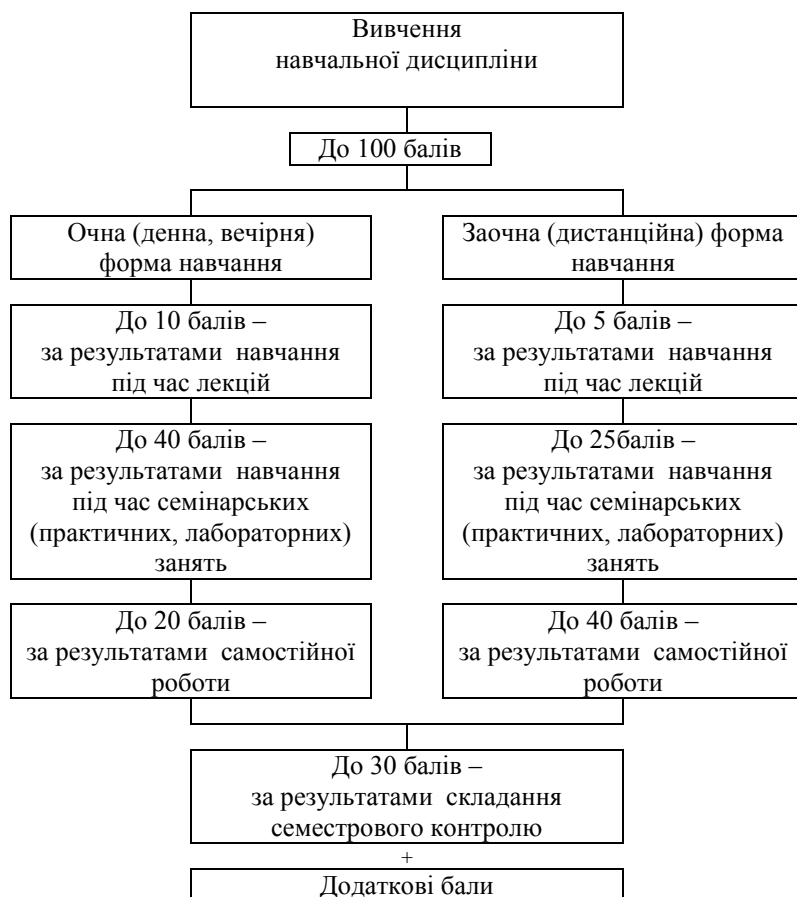 Вивчення
навчальної дисципліни
До 100 балів
Очна (денна, вечірня)
форма навчання
Заочна (дистанційна) форма
навчання
До 10 балів –
за результатами навчання
під час лекцій
До 5 балів –
за результатами навчання
під час лекцій
До 40 балів –
за результатами навчання
під час семінарських
(практичних, лабораторних)
занять
До 25балів –
за результатами навчання
під час семінарських
(практичних, лабораторних)
занять
До 20 балів –
за результатами самостійної
роботи
До 40 балів –
за результатами самостійної
роботи
До 30 балів –
за результатами складання
семестрового контролю
+
Додаткові бали